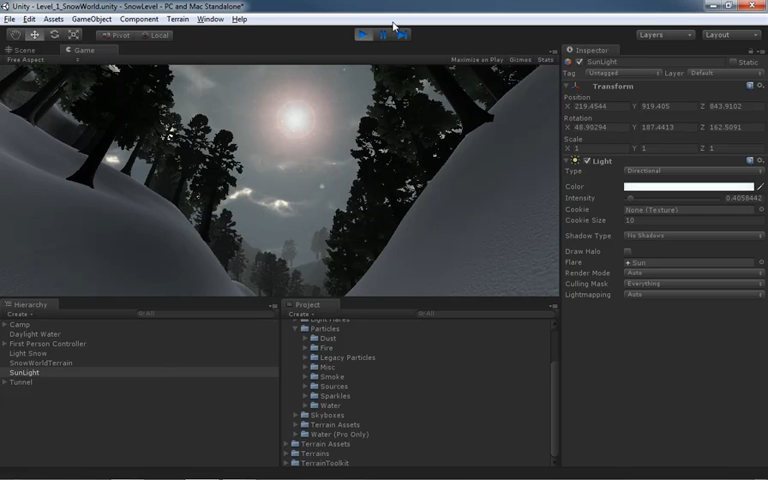 Unity - Level_1_SnowWorld.unity - SnowLevel - PC and Mac Standalone*
File Edit Assets GameObject Component Terrain Window Help
Pivot Local Layers Layout
Scene Game
Free Aspect Maximize on Play Gizmos Stats
Inspector
SunLight Static
Tag Untagged Layer Default
Transform
Position
X 219.4544 Y 919.405 Z 843.9102
Rotation
X 48.90294 Y 187.4413 Z 162.5091
Scale
X 1 Y 1 Z 1
Light
Type Directional
Color
Intensity 0.4058442
Cookie None (Texture)
Cookie Size 10
Shadow Type No Shadows
Draw Halo
Flare Sun
Render Mode Auto
Culling Mask Everything
Lightmapping Auto
Hierarchy
Create All
Camp
Daylight Water
First Person Controller
Light Snow
SnowWorldTerrain
SunLight
Tunnel
Project
Create All
Light Flares
Particles
Dust
Fire
Legacy Particles
Misc
Smoke
Sources
Sparkles
Water
Skyboxes
Terrain Assets
Water (Pro Only)
Terrain Assets
Terrains
TerrainToolkit